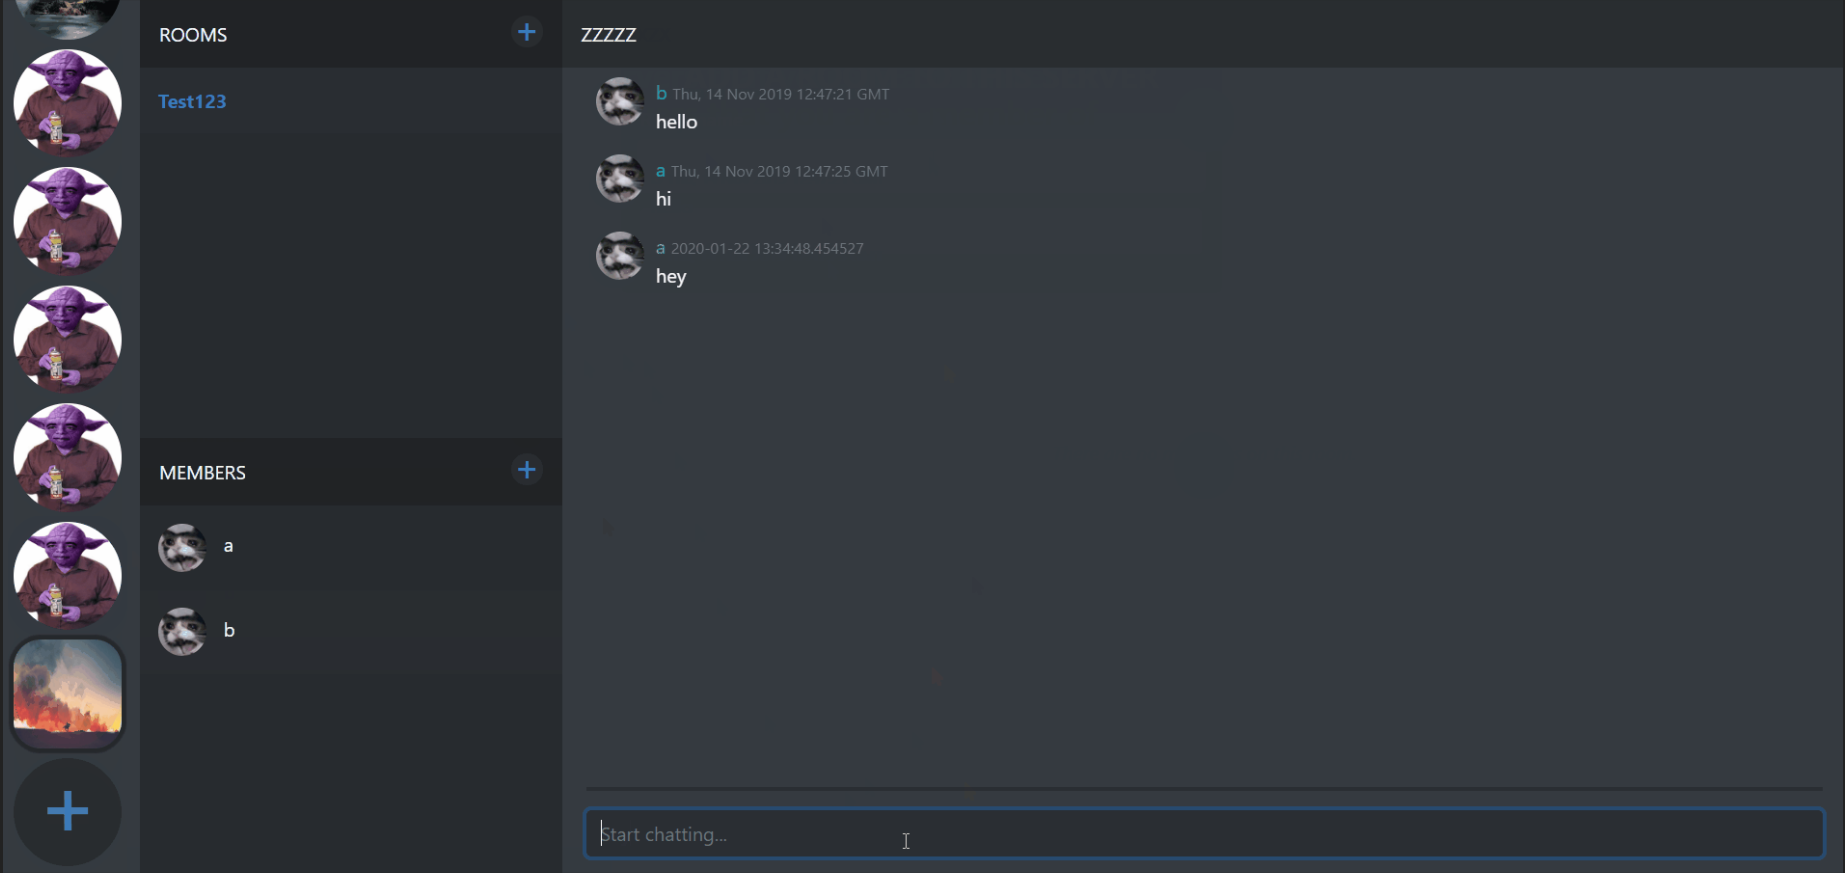 ROOMS
Test123
MEMBERS
a
b
ZZZZZ
b Thu, 14 Nov 2019 12:47:21 GMT
hello
a Thu, 14 Nov 2019 12:47:25 GMT
hi
a 2020-01-22 13:34:48.454527
hey
Start chatting...